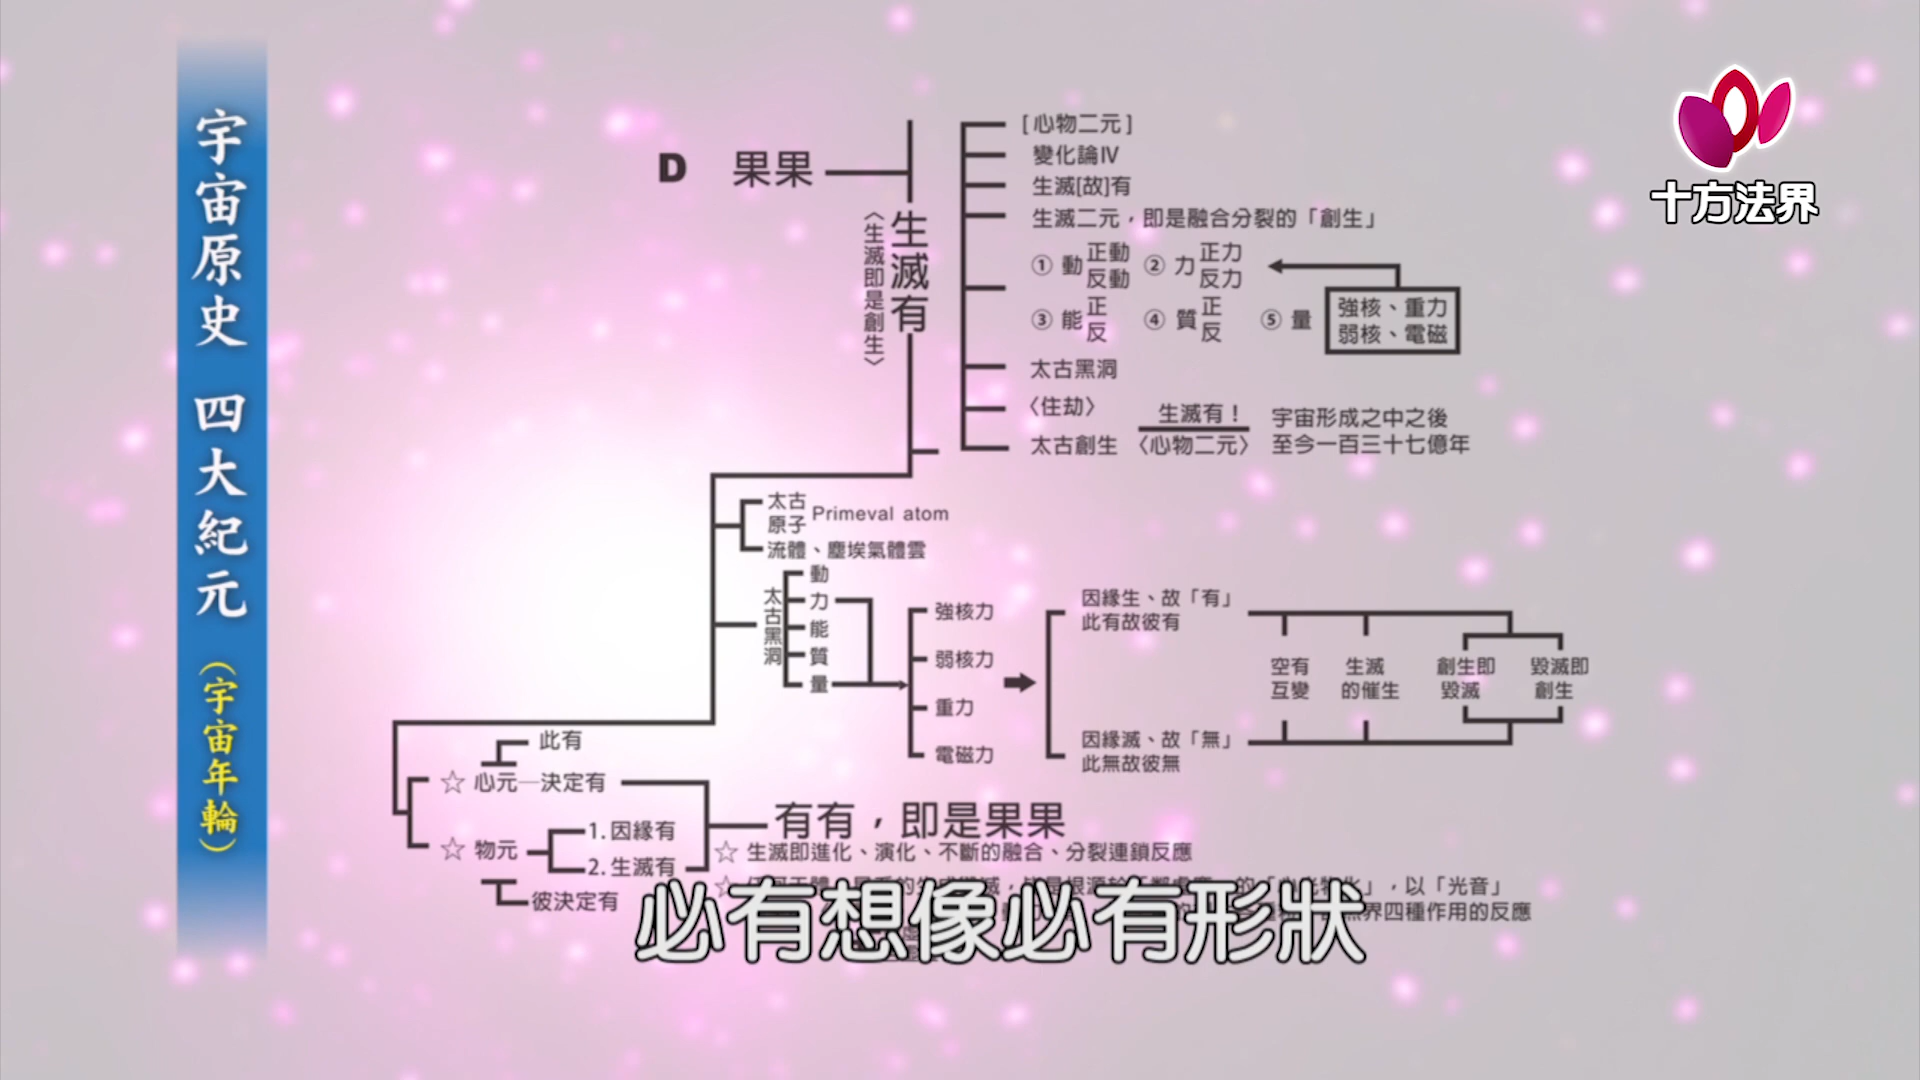 宇宙原史 四大紀元
（宇宙年輪）
十方法界
D 果果
生滅有
〈生滅即是創生〉
[心物二元]
變化論Ⅳ
生滅[故]有
生滅二元，即是融合分裂的「創生」
① 動 正動 反動 ② 力 正力 反力
③ 能 正 反 ④ 質 正 反 ⑤ 量
強核、重力
弱核、電磁
太古黑洞
〈住劫〉
太古創生
生滅有！
〈心物二元〉
宇宙形成之中之後
至今一百三十七億年
太古
原子
Primeval atom
流體、塵埃氣體雲
太古黑洞
動
力
能
質
量
強核力
弱核力
重力
電磁力
因緣生、故「有」
此有故彼有
因緣滅、故「無」
此無故彼無
空有
互變
生滅
的催生
創生即
毀滅
毀滅即
創生
此有
☆ 心元─決定有
☆ 物元
1. 因緣有
2. 生滅有
彼決定有
有有，即是果果
☆ 生滅即進化、演化、不斷的融合、分裂連鎖反應
，以「光音」
界四種作用的反應
必有想像必有形狀